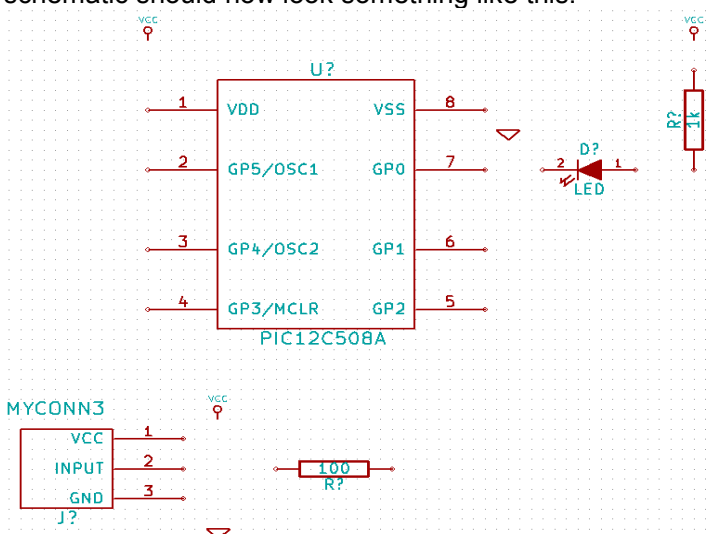 schematic should now look something like this:
VCC
VCC
U?
1 VDD VSS 8
R?
1k
2 GP5/OSC1 GP0 7
D?
2 1
LED
3 GP4/OSC2 GP1 6
4 GP3/MCLR GP2 5
PIC12C508A
VCC
MYCONN3
VCC 1
INPUT 2
100
GND 3
R?
J?